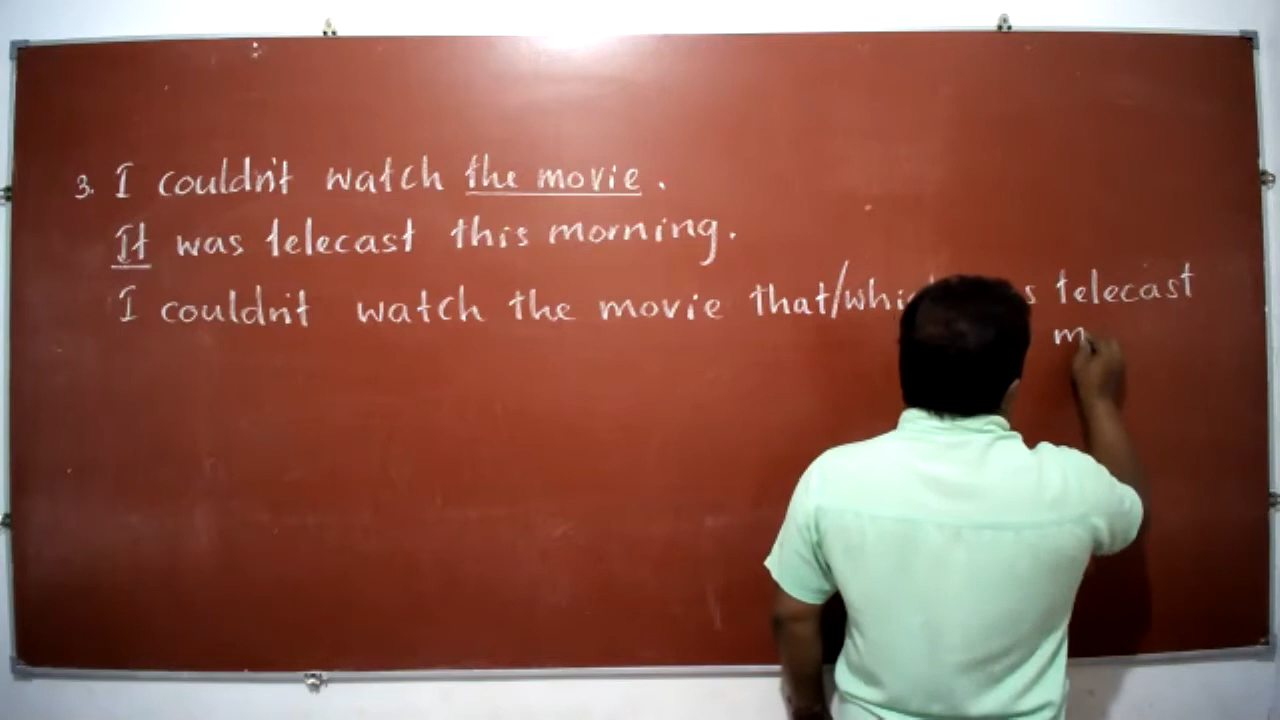 3. I couldn't watch the movie.
It was telecast this morning.
I couldn't watch the movie that/whi s telecast
m